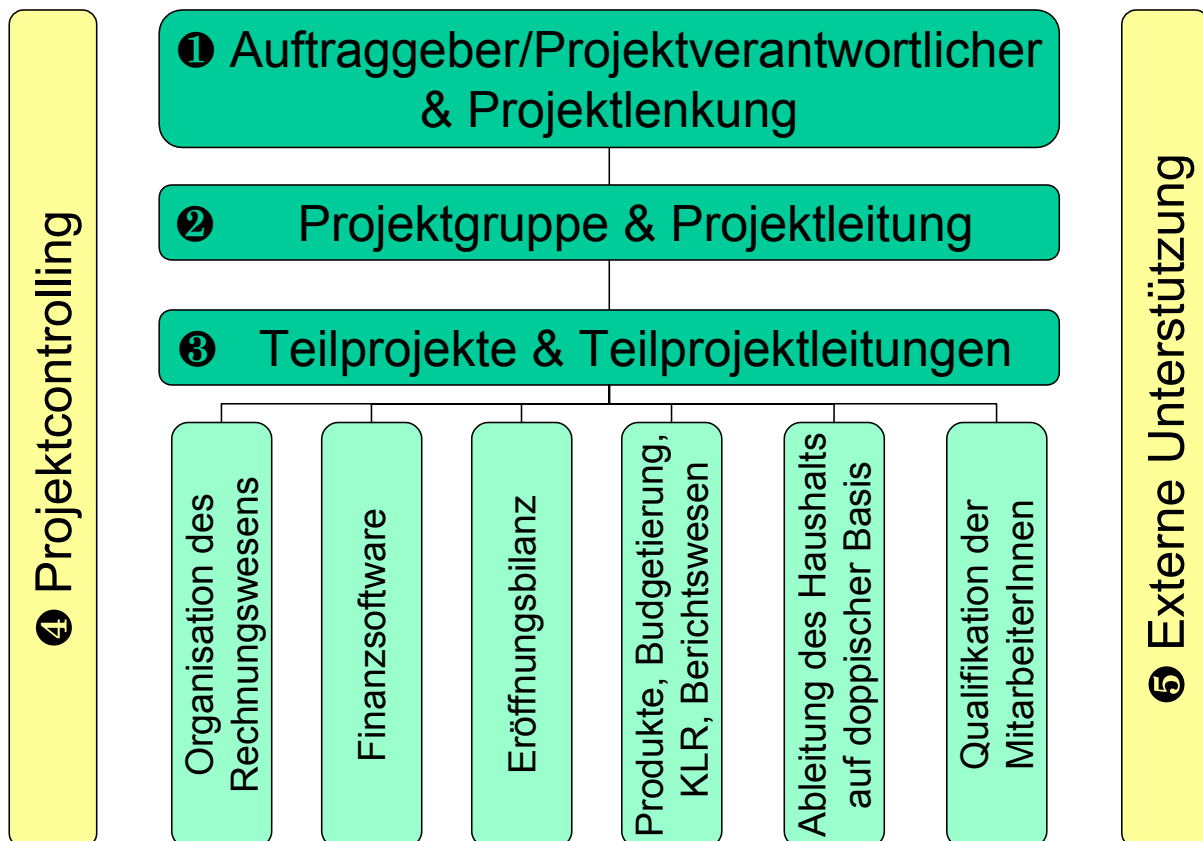 ❹ Projektcontrolling
❶ Auftraggeber/Projektverantwortlicher
& Projektlenkung
❷ Projektgruppe & Projektleitung
❸ Teilprojekte & Teilprojektleitungen
Organisation des
Rechnungswesens
Finanzsoftware
Eröffnungsbilanz
Produkte, Budgetierung,
KLR, Berichtswesen
Ableitung des Haushalts
auf doppischer Basis
Qualifikation der
MitarbeiterInnen
❺ Externe Unterstützung